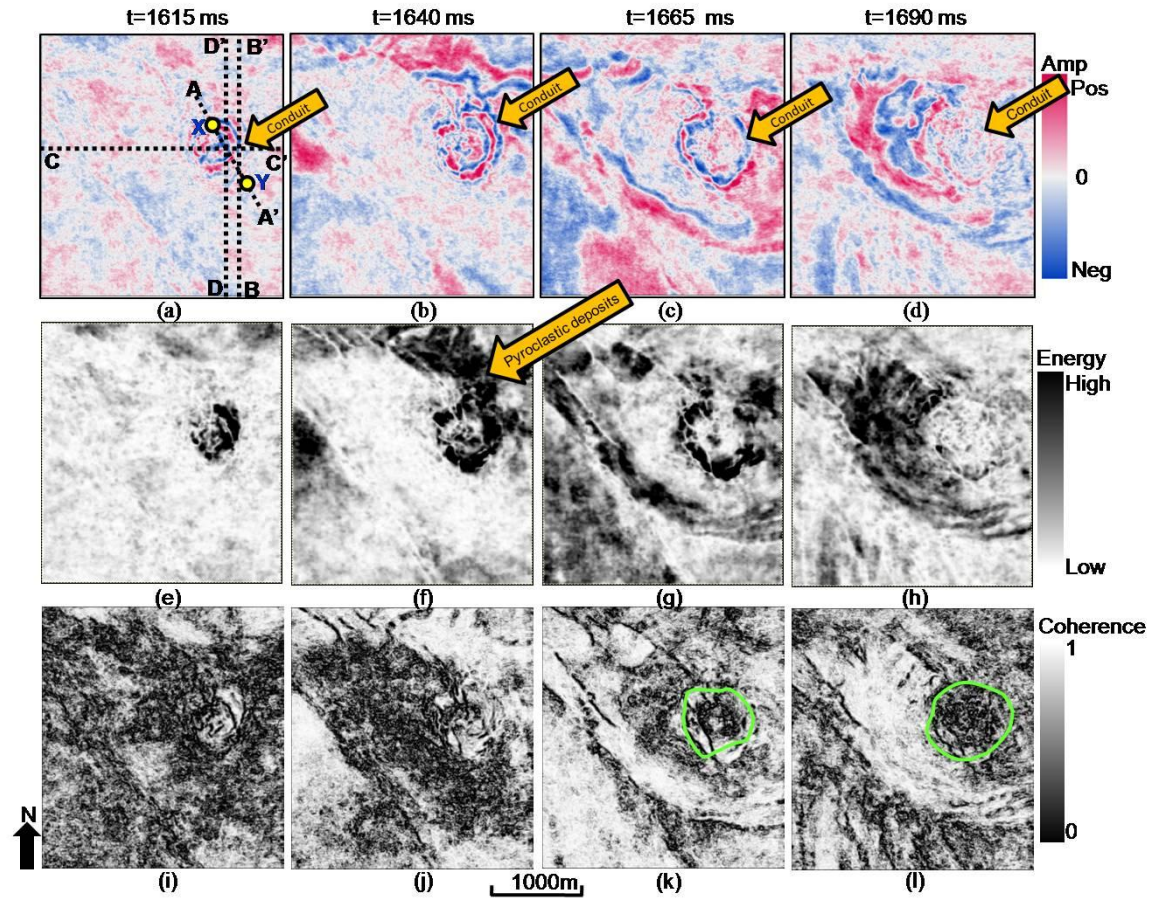 t=1615 ms
t=1640 ms
t=1665 ms
t=1690 ms
D' B'
A
X
Conduit
C
C'
Y
A'
D B
Conduit
Conduit
Conduit
Amp
Pos
0
Neg
(a)
(b)
(c)
(d)
Pyroclastic deposits
Energy
High
Low
(e)
(f)
(g)
(h)
Coherence
1
0
N
(i)
(j)
(k)
(l)
1000m